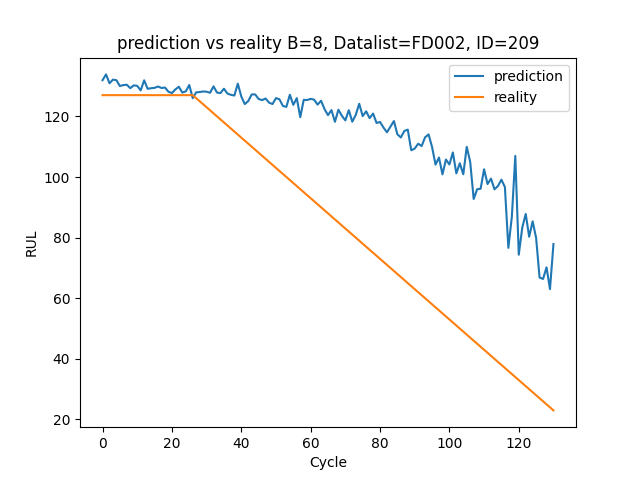 prediction vs reality B=8, Datalist=FD002, ID=209
prediction
reality
RUL
120
100
80
60
40
20
0 20 40 60 80 100 120
Cycle